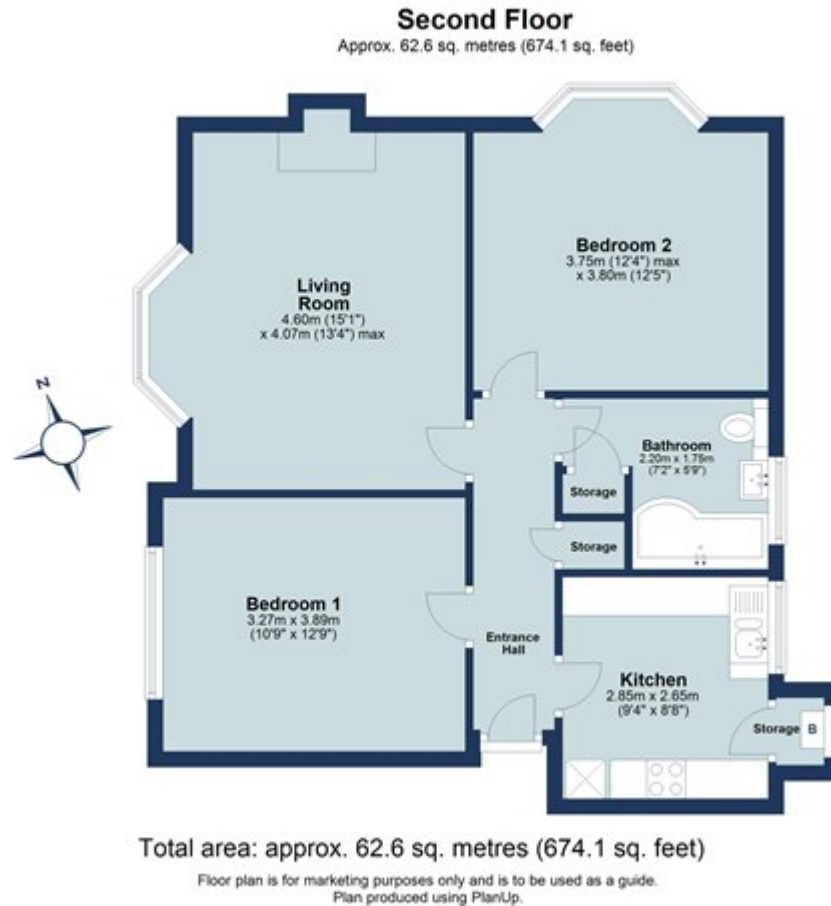 Second Floor
Approx. 62.6 sq. metres (674.1 sq. feet)
Bedroom 2
3.75m (12'4") max
x 3.80m (12'5")
Living
Room
4.60m (15'1")
x 4.07m (13'4") max
N
Bathroom
2.20m x 1.75m
(7'2" x 5'9")
Storage
Storage
Bedroom 1
3.27m x 3.89m
(10'9" x 12'9")
Entrance
Hall
Kitchen
2.85m x 2.65m
(9'4" x 8'8")
Storage
B
Total area: approx. 62.6 sq. metres (674.1 sq. feet)
Floor plan is for marketing purposes only and is to be used as a guide.
Plan produced using PlanUp.